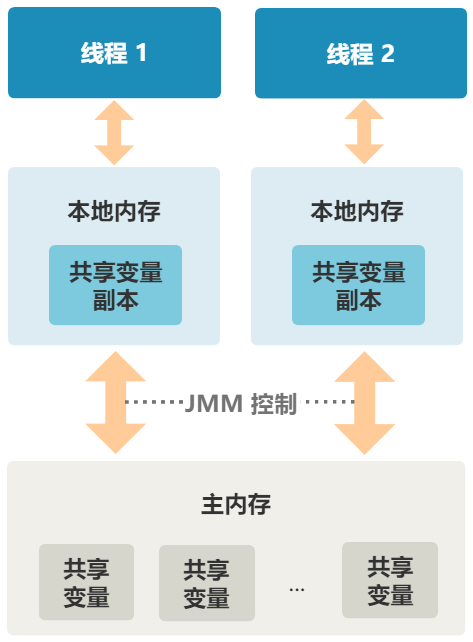 线程 1
线程 2
本地内存
本地内存
共享变量
副本
共享变量
副本
JMM 控制
主内存
共享
变量
共享
变量
...
共享
变量